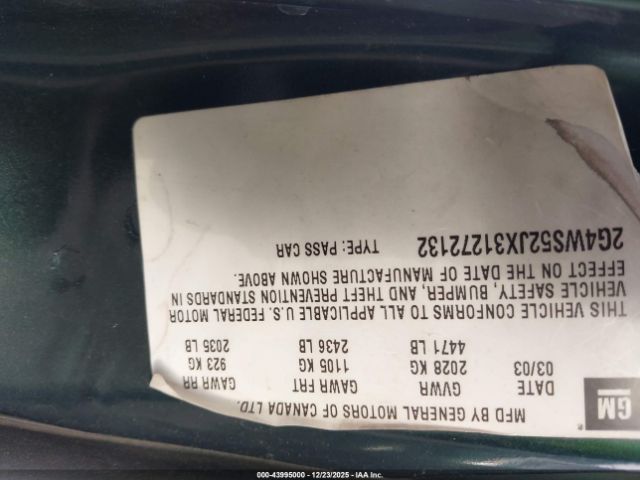 GM
MFD BY GENERAL MOTORS OF CANADA LTD.
DATE GVWR GAWR FRT GAWR RR
03/03 2028 KG 1105 KG 923 KG
4471 LB 2436 LB 2035 LB
THIS VEHICLE CONFORMS TO ALL APPLICABLE U.S. FEDERAL MOTOR
VEHICLE SAFETY, BUMPER, AND THEFT PREVENTION STANDARDS IN
EFFECT ON THE DATE OF MANUFACTURE SHOWN ABOVE.
2G4WS52JX31272132 TYPE: PASS CAR
000-43995000 - 12/23/2025 - IAA Inc.